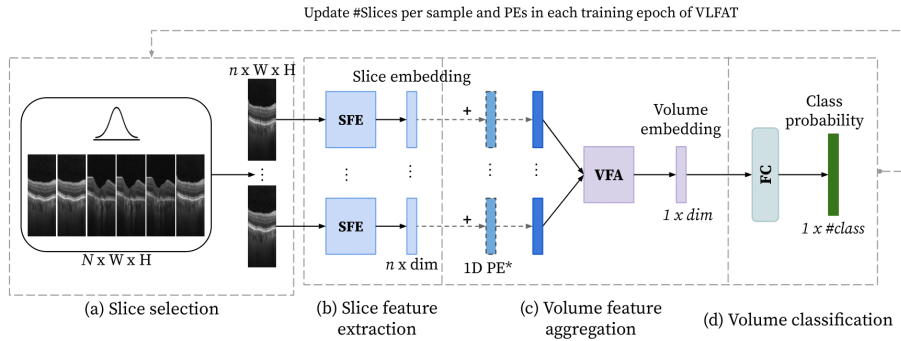 Update #Slices per sample and PEs in each training epoch of VLFAT
n x W x H
N x W x H
(a) Slice selection
Slice embedding
SFE
SFE
n x dim
(b) Slice feature
extraction
+
+
1D PE*
VFA
Volume
embedding
1 x dim
(c) Volume feature
aggregation
FC
Class
probability
1 x #class
(d) Volume classification